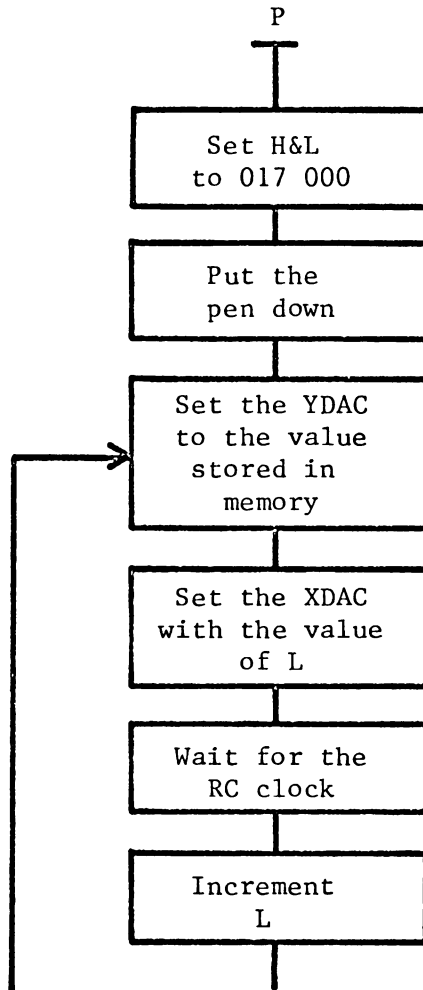 P
Set H&L
to 017 000
Put the
pen down
Set the YDAC
to the value
stored in
memory
Set the XDAC
with the value
of L
Wait for the
RC clock
Increment
L